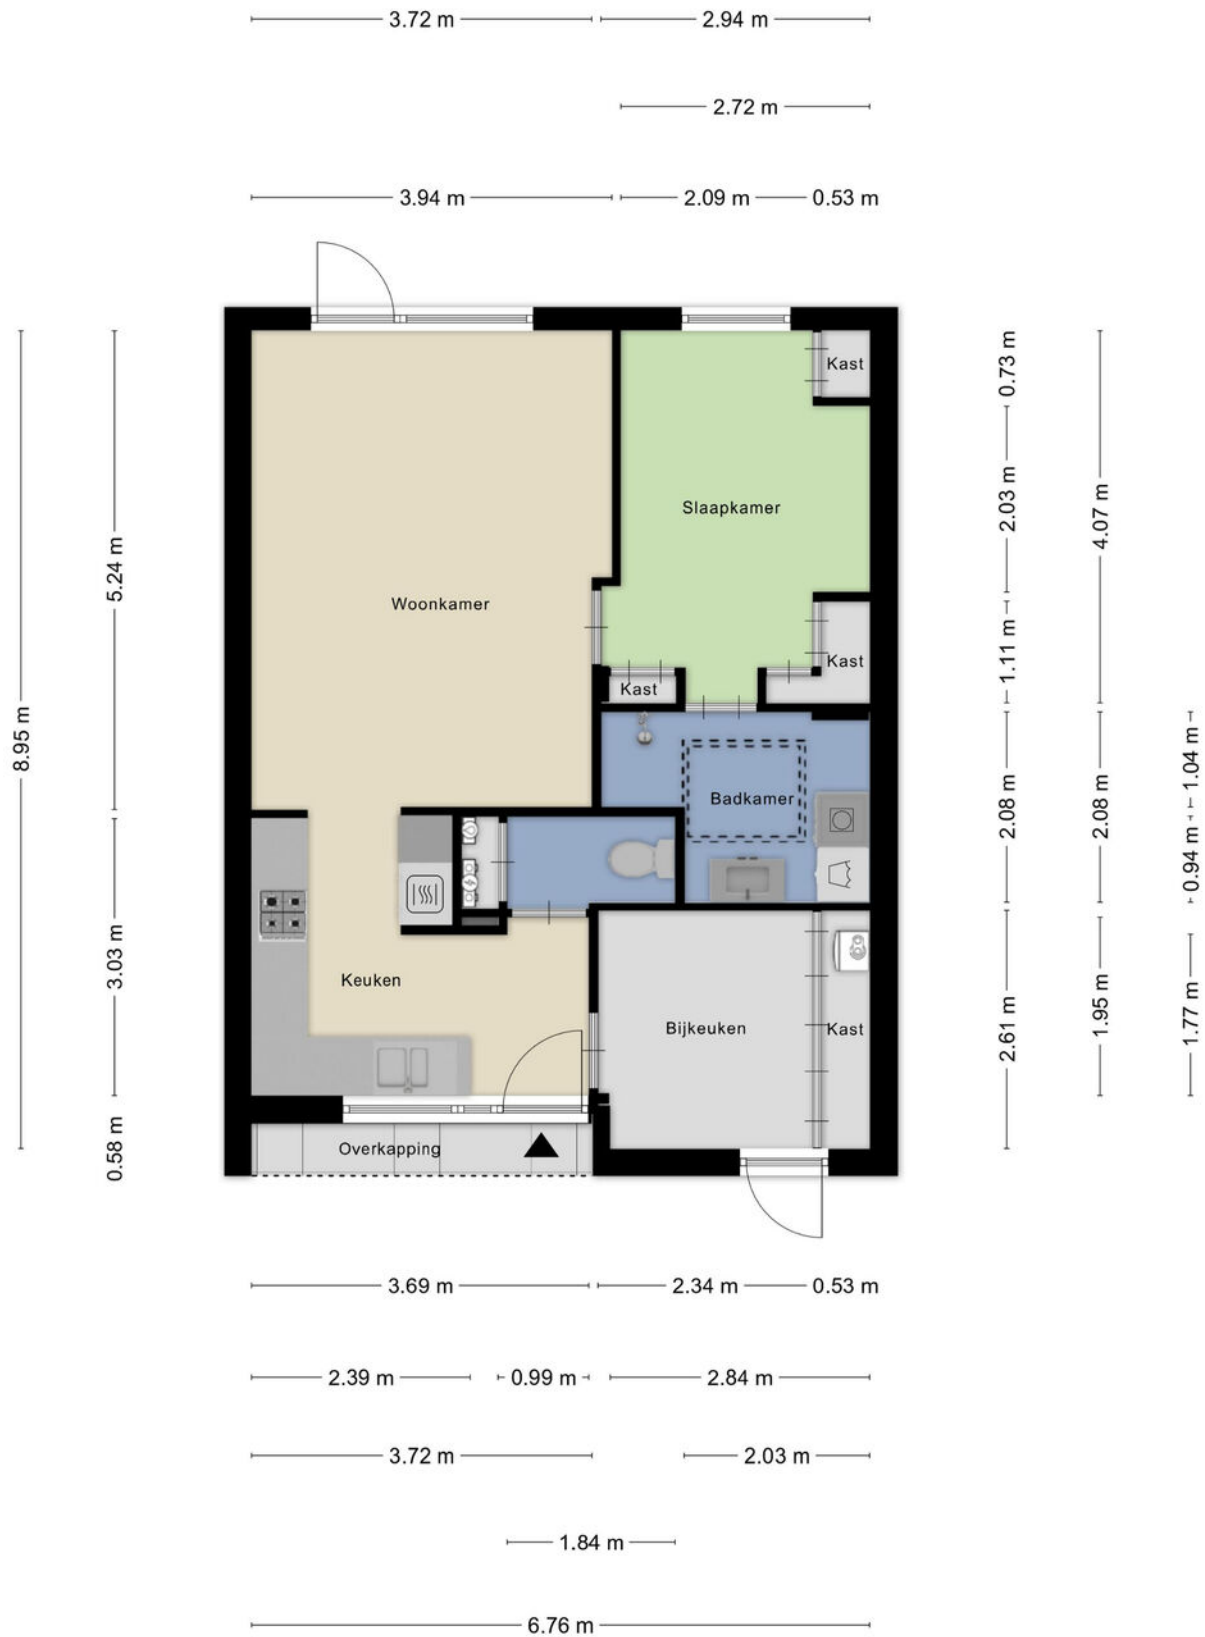 3.72 m
2.94 m
2.72 m
3.94 m
2.09 m
0.53 m
Kast
0.73 m
Slaapkamer
2.03 m
4.07 m
5.24 m
Woonkamer
1.11 m
Kast
Kast
8.95 m
Badkamer
2.08 m
2.08 m
1.04 m
0.94 m
3.03 m
Keuken
Bijkeuken
Kast
2.61 m
1.95 m
1.77 m
0.58 m
Overkapping
3.69 m
2.34 m
0.53 m
2.39 m
0.99 m
2.84 m
3.72 m
2.03 m
1.84 m
6.76 m